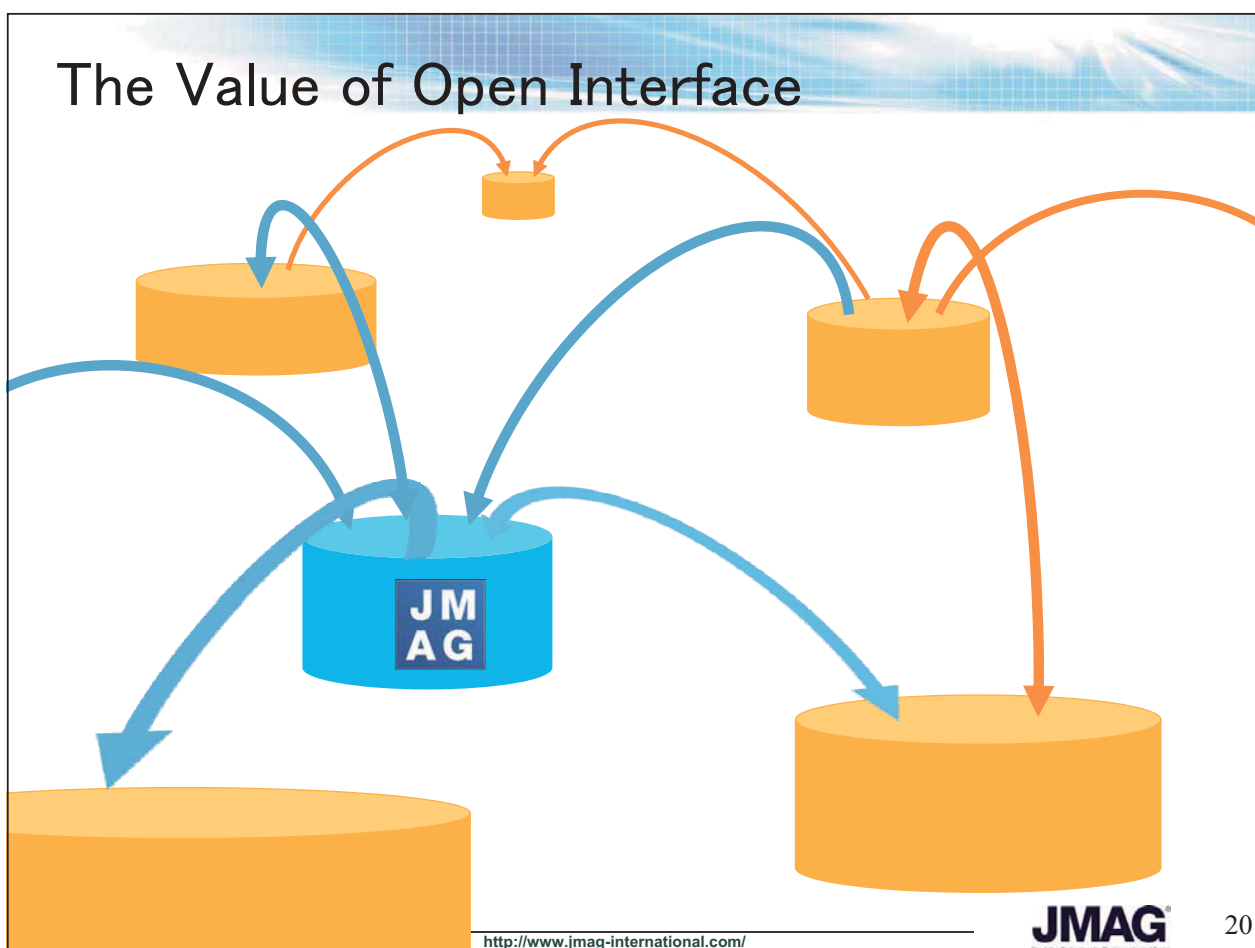 The Value of Open Interface
JM
AG
http://www.jmag-international.com/
JMAG®
20